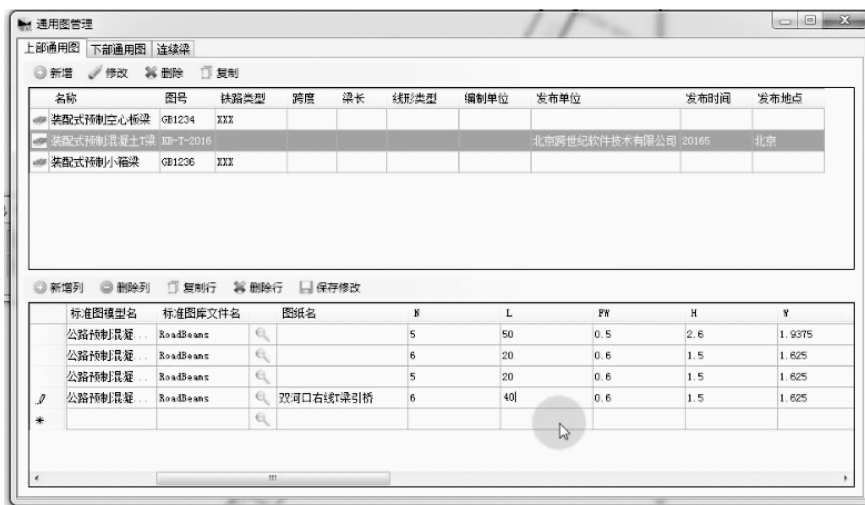 通用图管理
上部通用图 下部通用图 连续梁
新增 修改 删除 复制
名称 图号 铁路类型 跨度 梁长 线形类型 编制单位 发布单位 发布时间 发布地点
装配式预制空心板梁 GB1234 XXX
装配式预制混凝土T梁 KB-T-2016 北京跨世纪软件技术有限公司 20165 北京
装配式预制小箱梁 GB1236 XXX
新增列 删除列 复制行 删除行 保存修改
标准图模型名 标准图库文件名 图纸名 N L FW H W
公路预制混凝... RoadBeams 5 50 0.5 2.6 1.9375
公路预制混凝... RoadBeams 6 20 0.6 1.5 1.625
公路预制混凝... RoadBeams 5 20 0.6 1.5 1.625
公路预制混凝... RoadBeams 双河口右线T梁引桥 6 40 0.6 1.5 1.625